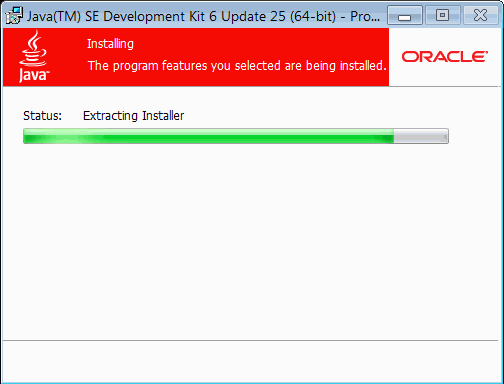 Java(TM) SE Development Kit 6 Update 25 (64-bit) - Pro...
Installing
The program features you selected are being installed.
Java™
ORACLE®
Status: Extracting Installer